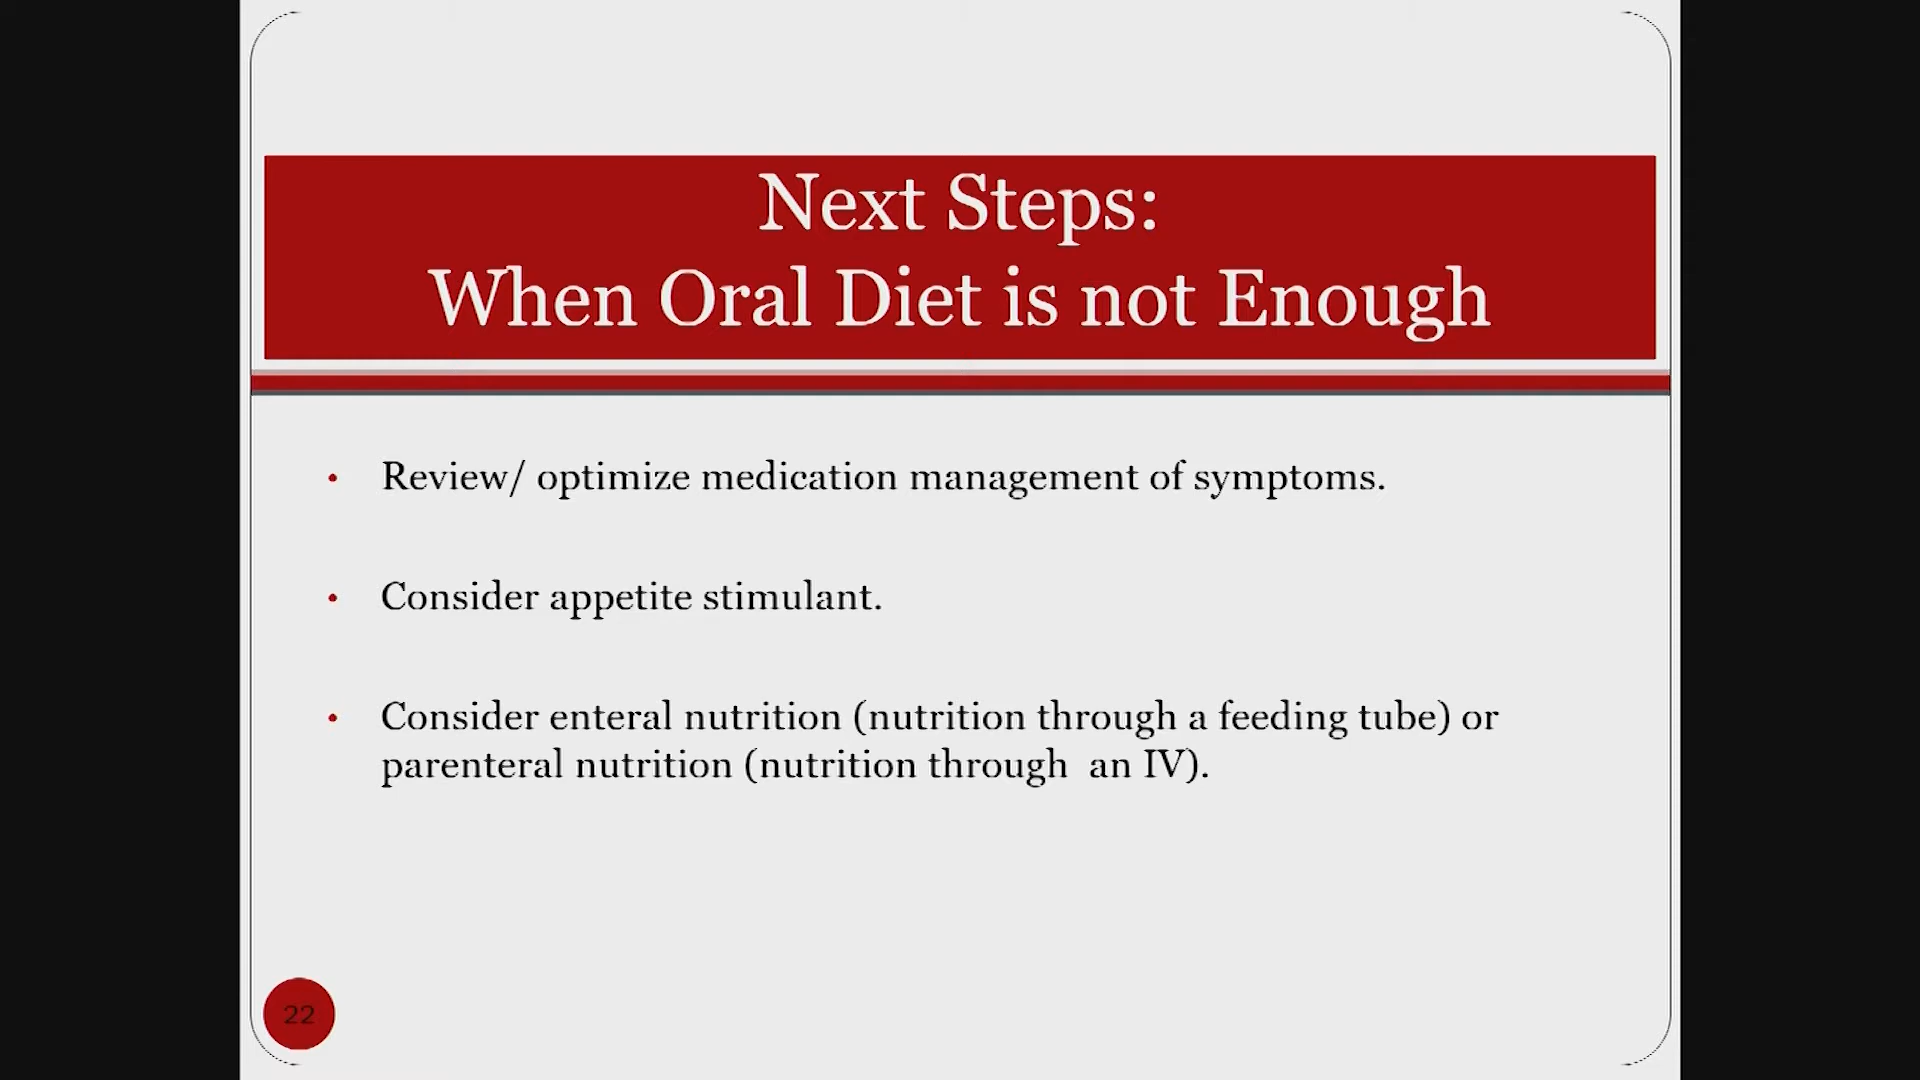 Next Steps:
When Oral Diet is not Enough
• Review/ optimize medication management of symptoms.
• Consider appetite stimulant.
• Consider enteral nutrition (nutrition through a feeding tube) or
parenteral nutrition (nutrition through  an IV).
22